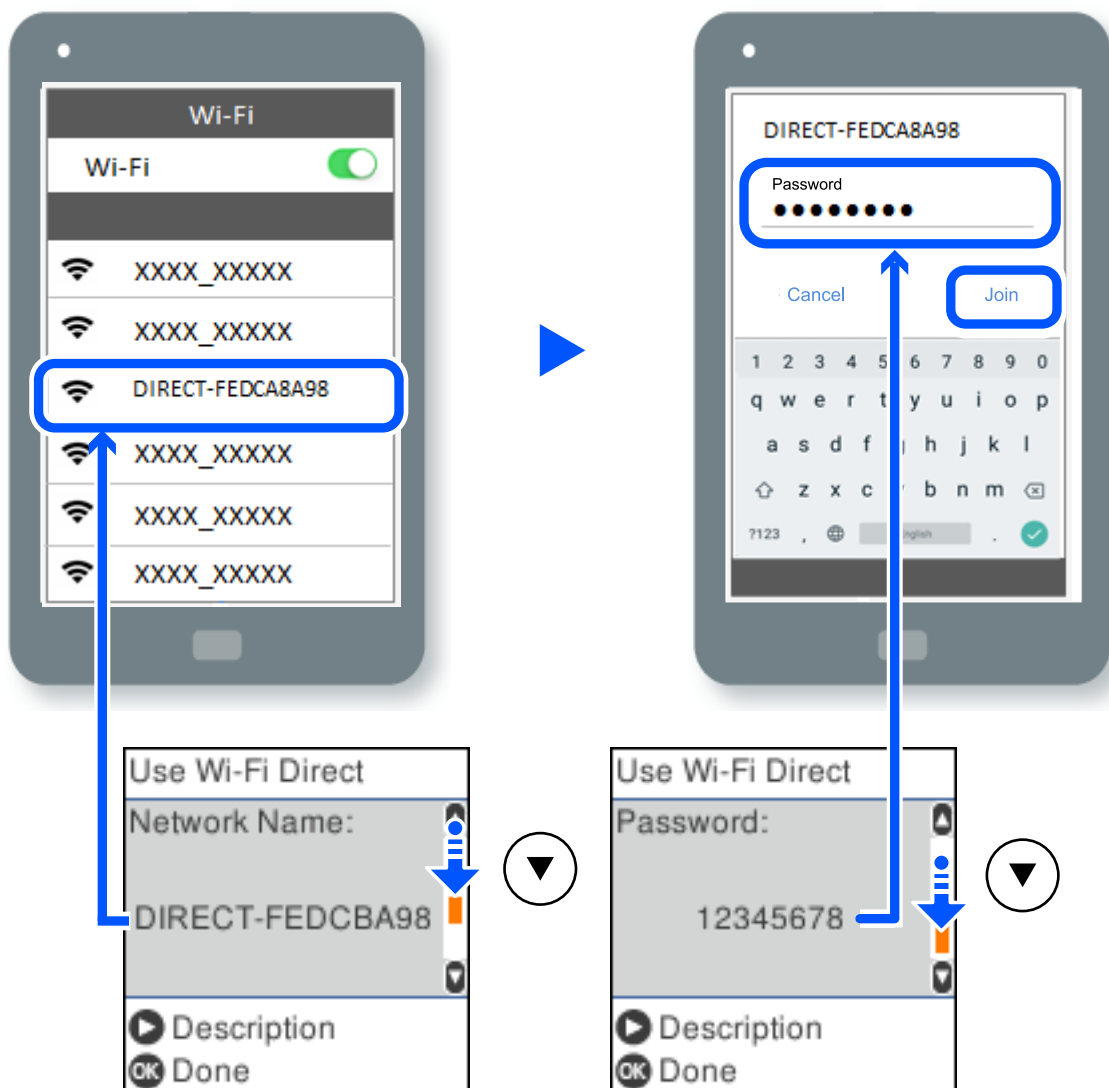 Wi-Fi
Wi-Fi
XXXX_XXXXX
XXXX_XXXXX
DIRECT-FEDCA8A98
XXXX_XXXXX
XXXX_XXXXX
XXXX_XXXXX
DIRECT-FEDCA8A98
Password
●●●●●●●●
Cancel Join
1 2 3 4 5 6 7 8 9 0
q w e r t y u i o p
a s d f j h j k l
z x c b n m
?123 , .
Use Wi-Fi Direct
Network Name:
DIRECT-FEDCBA98
Description
OK Done
Use Wi-Fi Direct
Password:
12345678
Description
OK Done